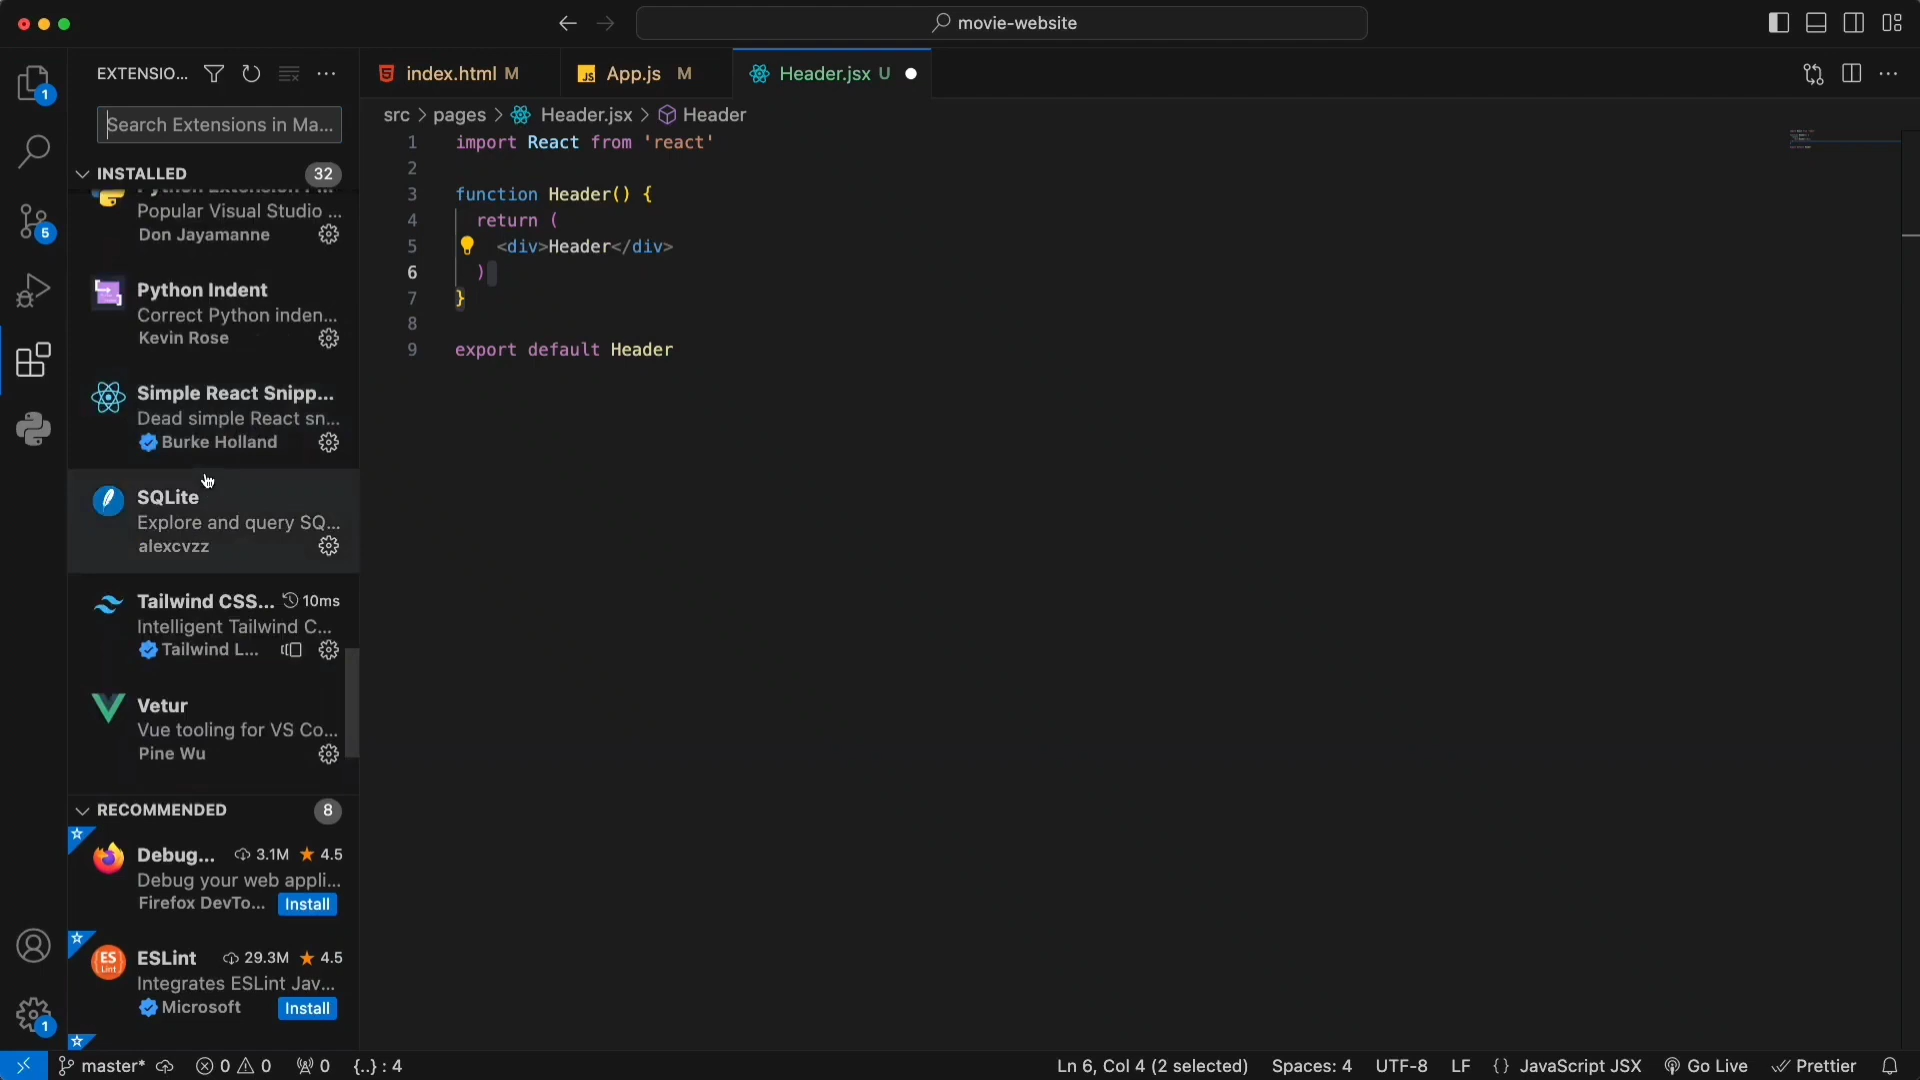 movie-website
EXTENSIO...
index.html M
App.js M
Header.jsx U
1
Search Extensions in Ma...
src > pages > Header.jsx > Header
INSTALLED 32
Popular Visual Studio ...
Don Jayamanne
5
Python Indent
Correct Python inden...
Kevin Rose
Simple React Snipp...
Dead simple React sn...
Burke Holland
SQLite
Explore and query SQ...
alexcvzz
Tailwind CSS... 10ms
Intelligent Tailwind C...
Tailwind L...
Vetur
Vue tooling for VS Co...
Pine Wu
RECOMMENDED 8
Debug... 3.1M 4.5
Debug your web appli...
Firefox DevTo... Install
ES
Lint
ESLint 29.3M 4.5
Integrates ESLint Jav...
Microsoft Install
1
1 import React from 'react'
2
3 function Header() {
4 return (
5 <div>Header</div>
6 )
7 }
8
9 export default Header
master* 0 0 0 {..} : 4
Ln 6, Col 4 (2 selected) Spaces: 4 UTF-8 LF {} JavaScript JSX Go Live Prettier